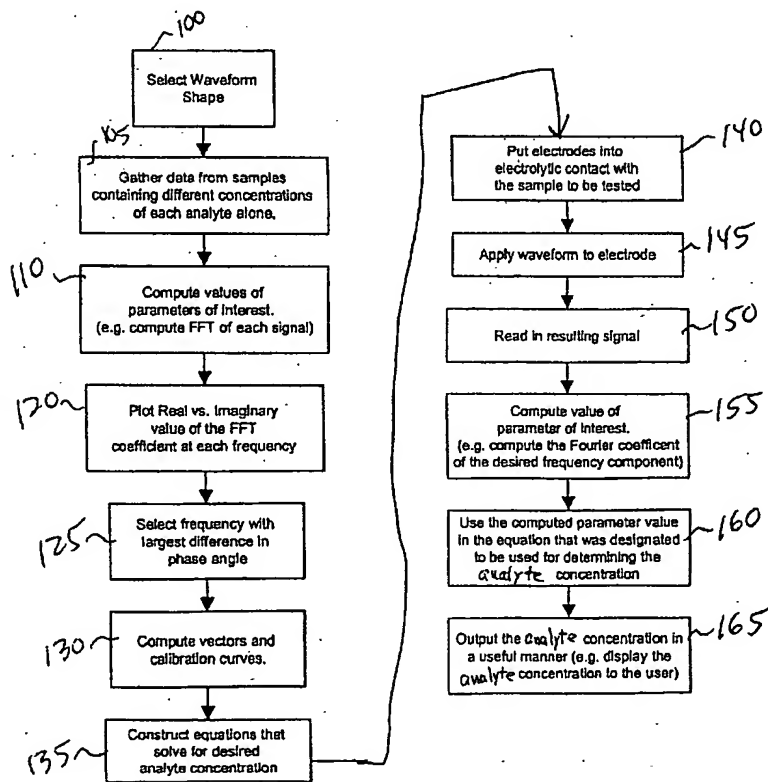 100
Select Waveform
Shape
105
Gather data from samples
containing different concentrations
of each analyte alone.
110
Compute values of
parameters of Interest.
(e.g. compute FFT of each signal)
120
Plot Real vs. Imaginary
value of the FFT
coefficient at each frequency
125
Select frequency with
largest difference in
phase angle
130
Compute vectors and
calibration curves.
135
Construct equations that
solve for desired
analyte concentration
140
Put electrodes into
electrolytic contact with
the sample to be tested
145
Apply waveform to electrode
150
Read in resulting signal
155
Compute value of
parameter of Interest.
(e.g. compute the Fourier coefficent
of the desired frequency component)
160
Use the computed parameter value
in the equation that was designated
to be used for determining the
analyte concentration
165
Output the analyte concentration in
a useful manner (e.g. display the
analyte concentration to the user)